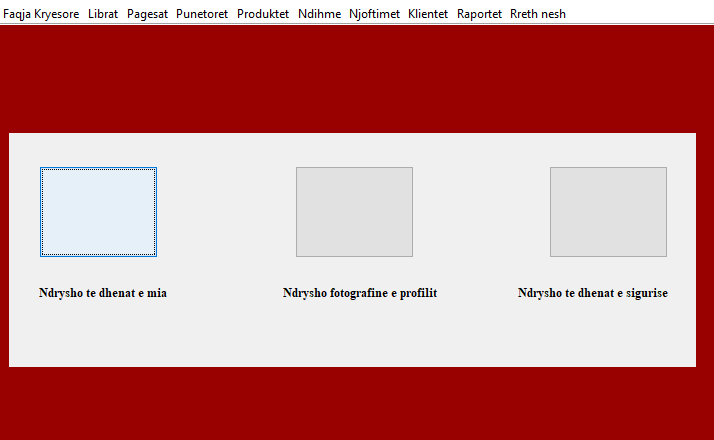 Faqja Kryesore Librat Pagesat Punetoret Produktet Ndihme Njoftimet Klientet Raportet Rreth nesh
Ndrysho te dhenat e mia Ndrysho fotografine e profilit Ndrysho te dhenat e sigurise